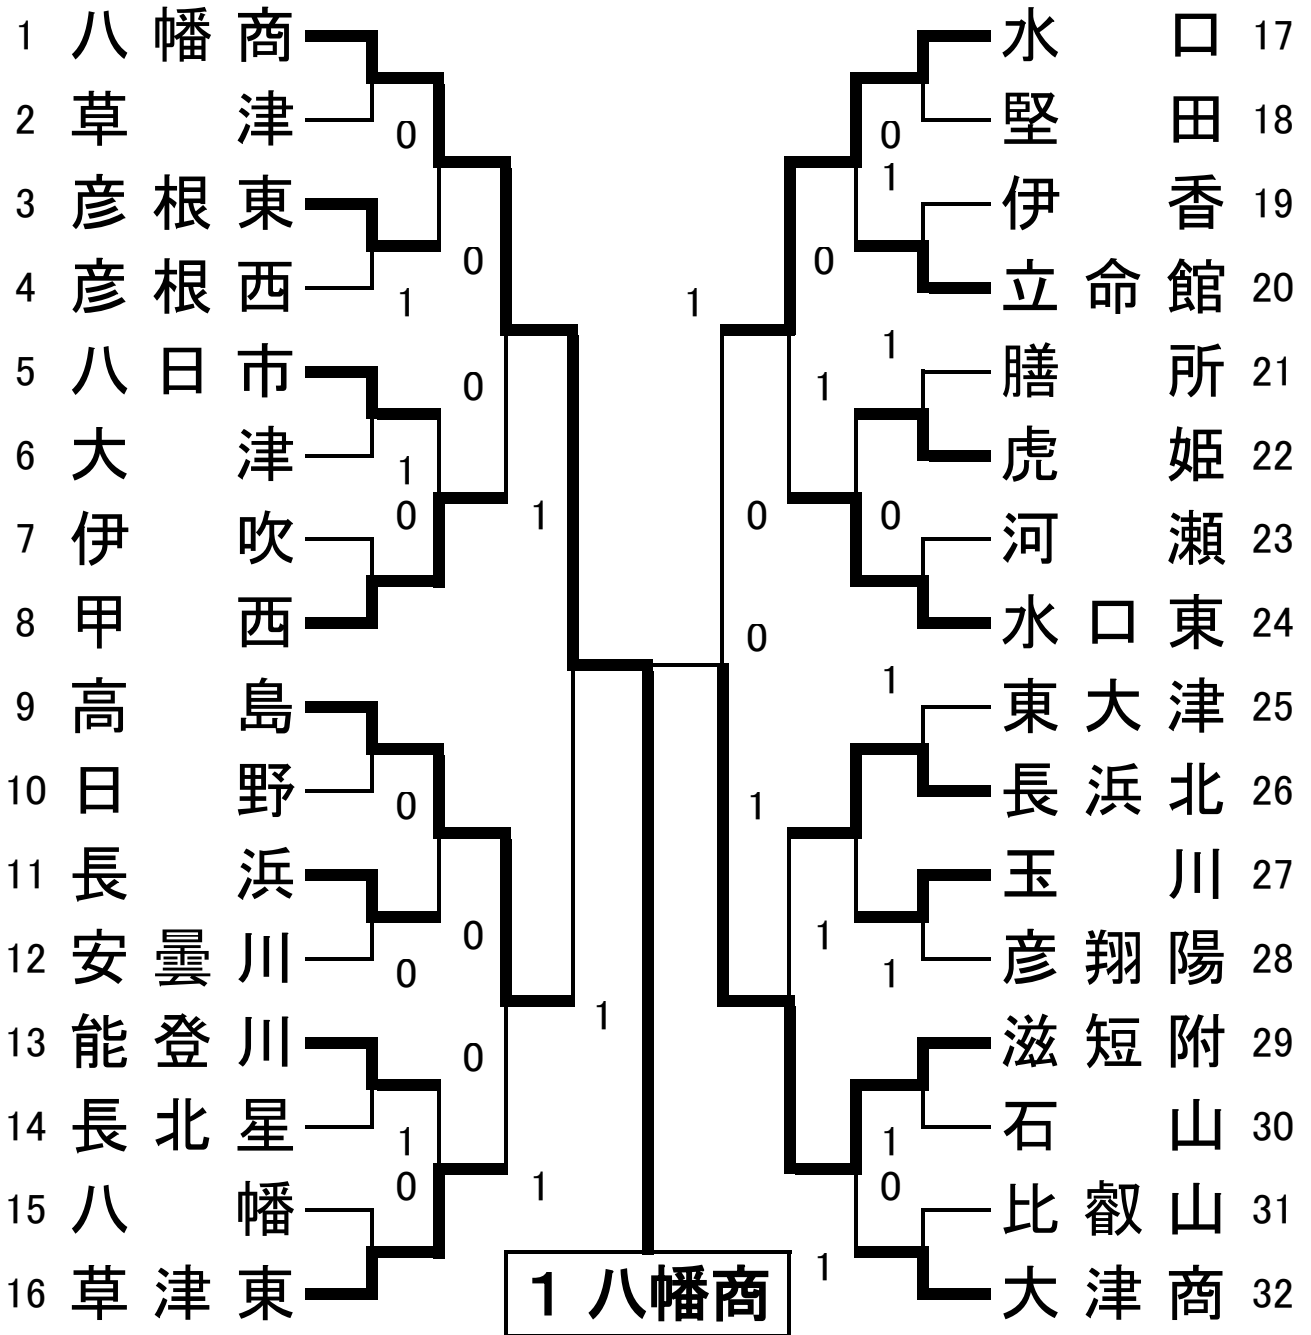 1 八幡商 水口 17
2 草津 0 0 堅田 18
1
3 彦根東 伊香 19
0 0
4 彦根西 1 1 立命館 20
1
5 八日市 0 1 膳所 21
6 大津 1 虎姫 22
0 1 0 0
7 伊吹 河瀬 23
8 甲西 0 水口東 24
1
9 高島 東大津 25
10 日野 0 1 長浜北 26
11 長浜 玉川 27
0 1
12 安曇川 0 1 彦翔陽 28
1
13 能登川 0 滋短附 29
14 長北星 1 1 石山 30
0 1 0
15 八幡 比叡山 31
1
16 草津東 1 八幡商 大津商 32